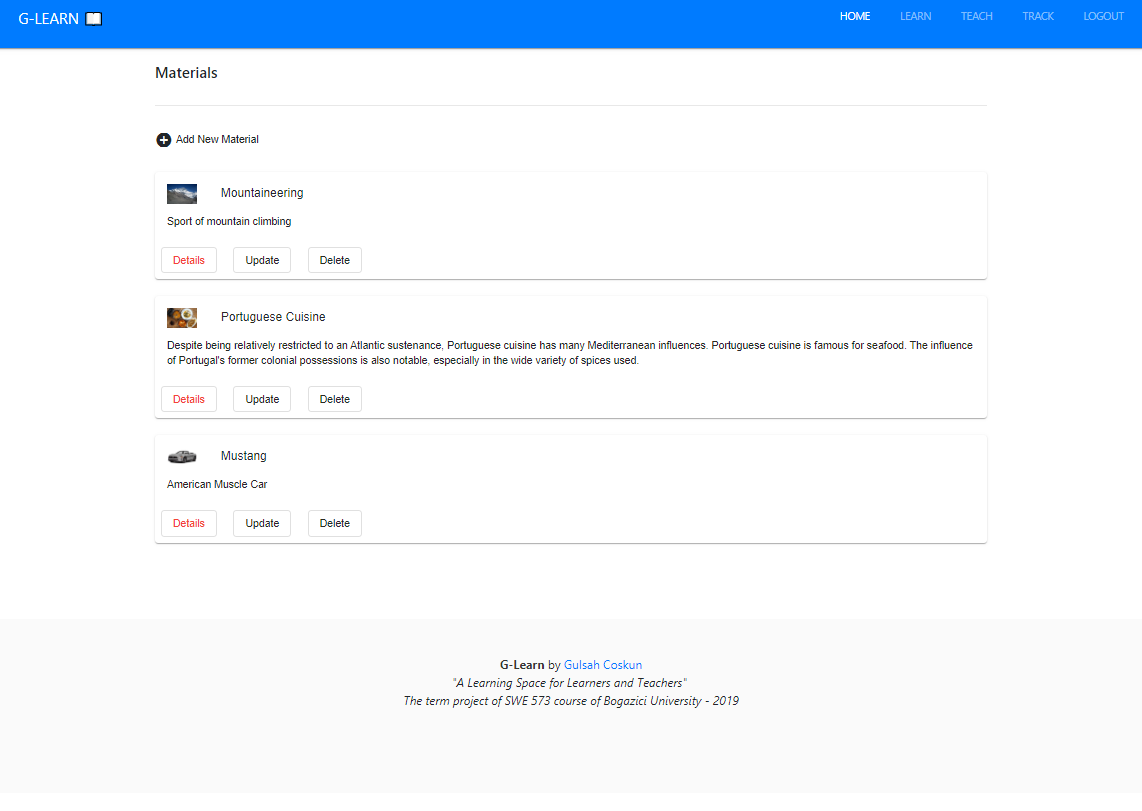 G-LEARN
HOME LEARN TEACH TRACK LOGOUT
Materials
Add New Material
Mountaineering
Sport of mountain climbing
Details Update Delete
Portuguese Cuisine
Despite being relatively restricted to an Atlantic sustenance, Portuguese cuisine has many Mediterranean influences. Portuguese cuisine is famous for seafood. The influence
of Portugal's former colonial possessions is also notable, especially in the wide variety of spices used.
Details Update Delete
Mustang
American Muscle Car
Details Update Delete
G-Learn by Gulsah Coskun
"A Learning Space for Learners and Teachers"
The term project of SWE 573 course of Bogazici University - 2019